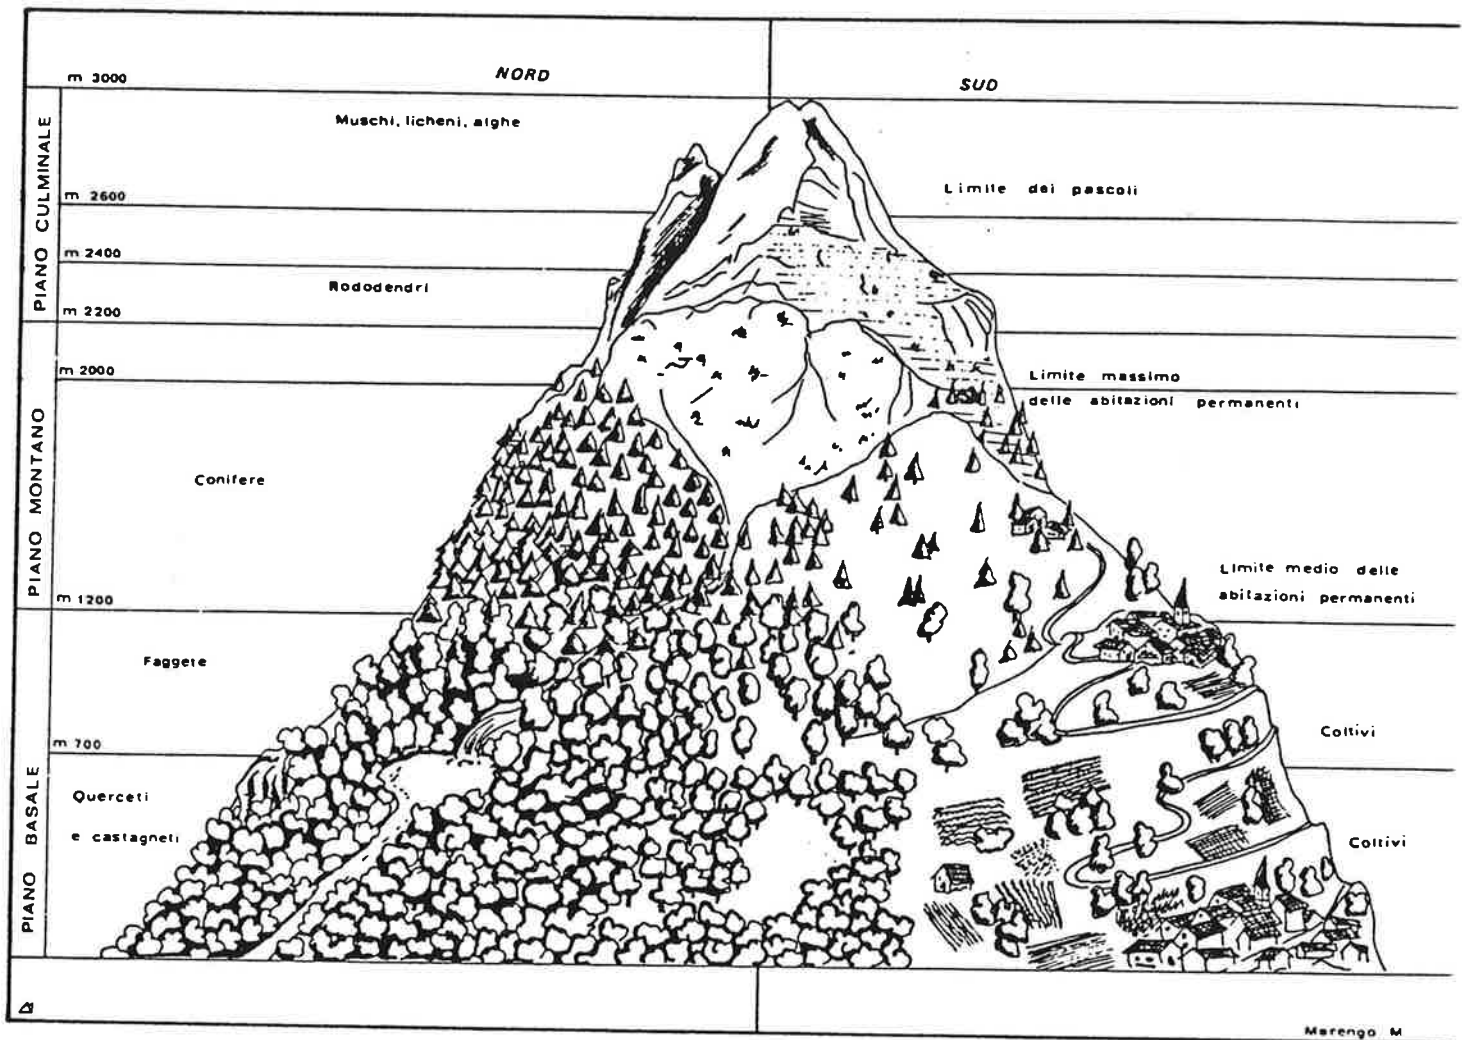 NORD
SUD
m 3000
Muschi, licheni, alghe
PIANO CULMINALE
m 2600
Limite dei pascoli
m 2400
Rododendri
m 2200
m 2000
Limite massimo
delle abitazioni permanenti
PIANO MONTANO
Conifere
Limite medio delle
abitazioni permanenti
m 1200
Faggete
m 700
Coltivi
PIANO BASALE
Querceti
e castagneti
Coltivi
Marengo M